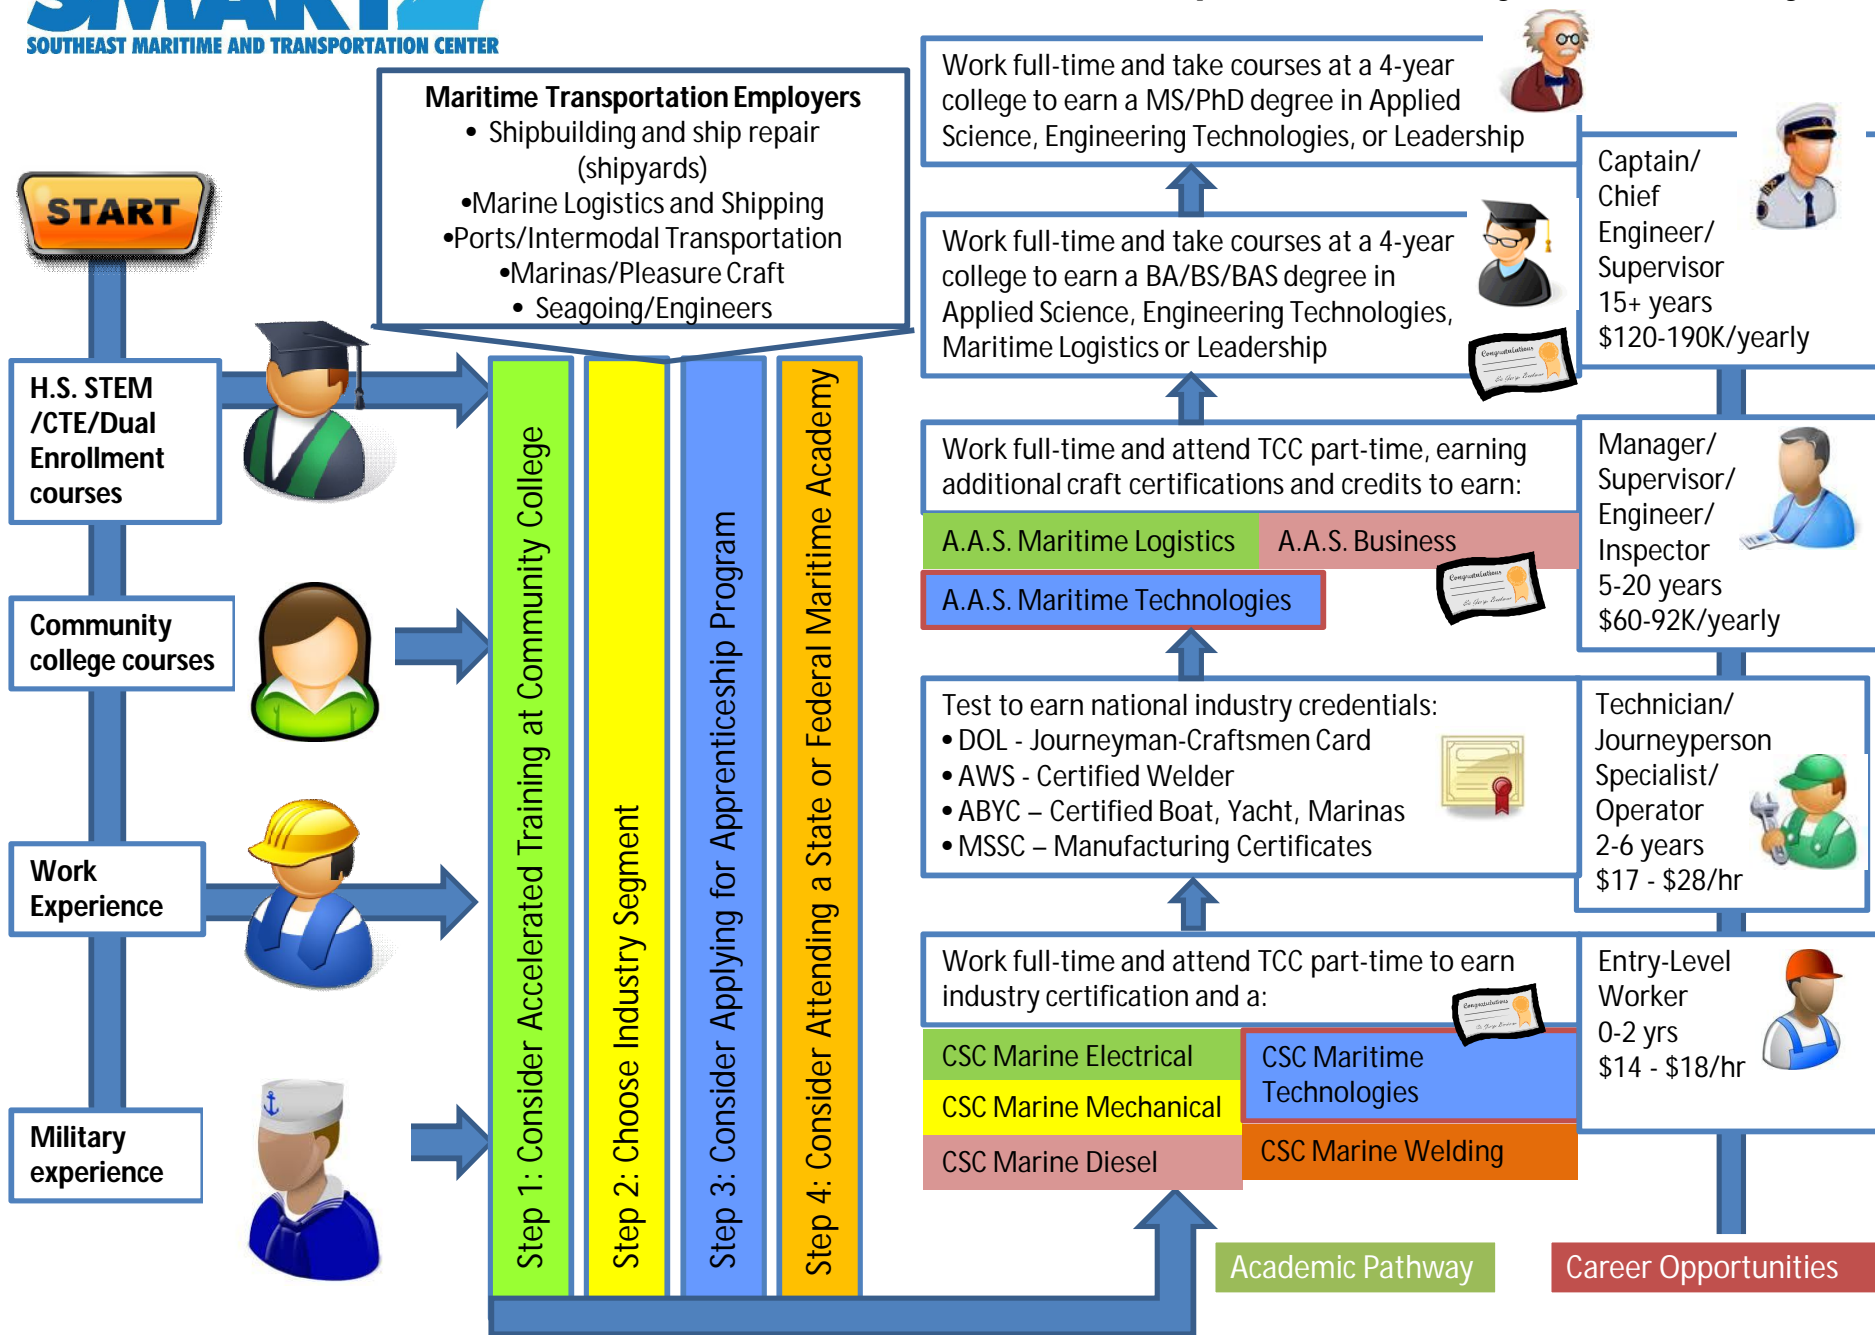 SMART
SOUTHEAST MARITIME AND TRANSPORTATION CENTER
START
H.S. STEM
/CTE/Dual
Enrollment
courses
Community
college courses
Work
Experience
Military
experience
Maritime Transportation Employers
• Shipbuilding and ship repair
(shipyards)
•Marine Logistics and Shipping
•Ports/Intermodal Transportation
•Marinas/Pleasure Craft
• Seagoing/Engineers
Step 1: Consider Accelerated Training at Community College
Step 2: Choose Industry Segment
Step 3: Consider Applying for Apprenticeship Program
Step 4: Consider Attending a State or Federal Maritime Academy
Work full-time and take courses at a 4-year
college to earn a MS/PhD degree in Applied
Science, Engineering Technologies, or Leadership
Work full-time and take courses at a 4-year
college to earn a BA/BS/BAS degree in
Applied Science, Engineering Technologies,
Maritime Logistics or Leadership
Congratulations
Work full-time and attend TCC part-time, earning
additional craft certifications and credits to earn:
A.A.S. Maritime Logistics
A.A.S. Business
A.A.S. Maritime Technologies
Congratulations
Test to earn national industry credentials:
• DOL - Journeyman-Craftsmen Card
• AWS - Certified Welder
• ABYC – Certified Boat, Yacht, Marinas
• MSSC – Manufacturing Certificates
Work full-time and attend TCC part-time to earn
industry certification and a:
Congratulations
CSC Marine Electrical
CSC Marine Mechanical
CSC Marine Diesel
CSC Maritime
Technologies
CSC Marine Welding
Captain/
Chief
Engineer/
Supervisor
15+ years
$120-190K/yearly
Manager/
Supervisor/
Engineer/
Inspector
5-20 years
$60-92K/yearly
Technician/
Journeyperson
Specialist/
Operator
2-6 years
$17 - $28/hr
Entry-Level
Worker
0-2 yrs
$14 - $18/hr
Academic Pathway
Career Opportunities